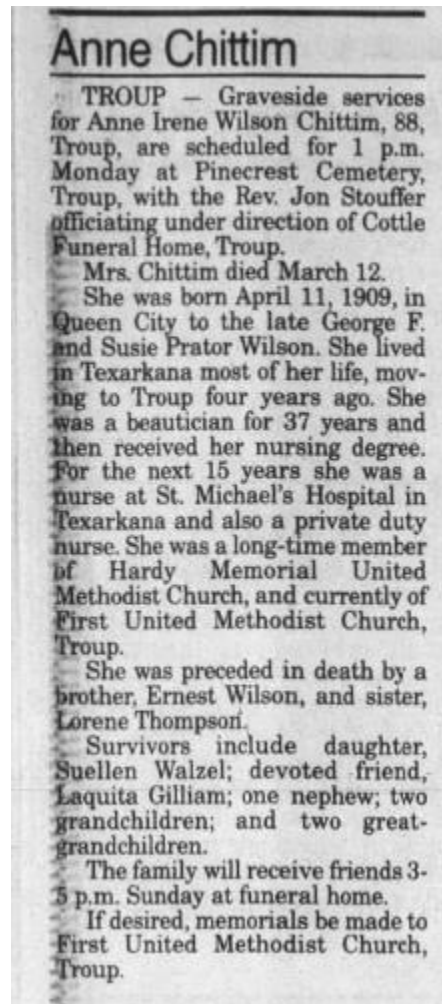 Anne Chittim
TROUP — Graveside services
for Anne Irene Wilson Chittim, 88,
Troup, are scheduled for 1 p.m.
Monday at Pinecrest Cemetery,
Troup, with the Rev. Jon Stouffer
officiating under direction of Cottle
Funeral Home, Troup.
Mrs. Chittim died March 12.
She was born April 11, 1909, in
Queen City to the late George F.
and Susie Prator Wilson. She lived
in Texarkana most of her life, mov-
ing to Troup four years ago. She
was a beautician for 37 years and
then received her nursing degree.
For the next 15 years she was a
nurse at St. Michael's Hospital in
Texarkana and also a private duty
nurse. She was a long-time member
of Hardy Memorial United
Methodist Church, and currently of
First United Methodist Church,
Troup.
She was preceded in death by a
brother, Ernest Wilson, and sister,
Lorene Thompson.
Survivors include daughter,
Suellen Walzel; devoted friend,
Laquita Gilliam; one nephew; two
grandchildren; and two great-
grandchildren.
The family will receive friends 3-
5 p.m. Sunday at funeral home.
If desired, memorials be made to
First United Methodist Church,
Troup.